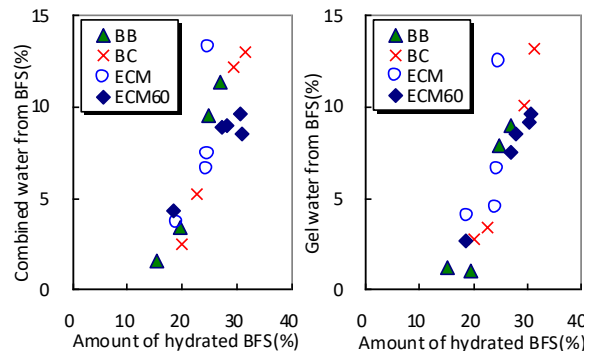 Combined water from BFS(%)
15
10
5
0
BB
BC
ECM
ECM60
0 10 20 30 40
Amount of hydrated BFS(%)
Gel water from BFS(%)
15
10
5
0
BB
BC
ECM
ECM60
0 10 20 30 40
Amount of hydrated BFS(%)